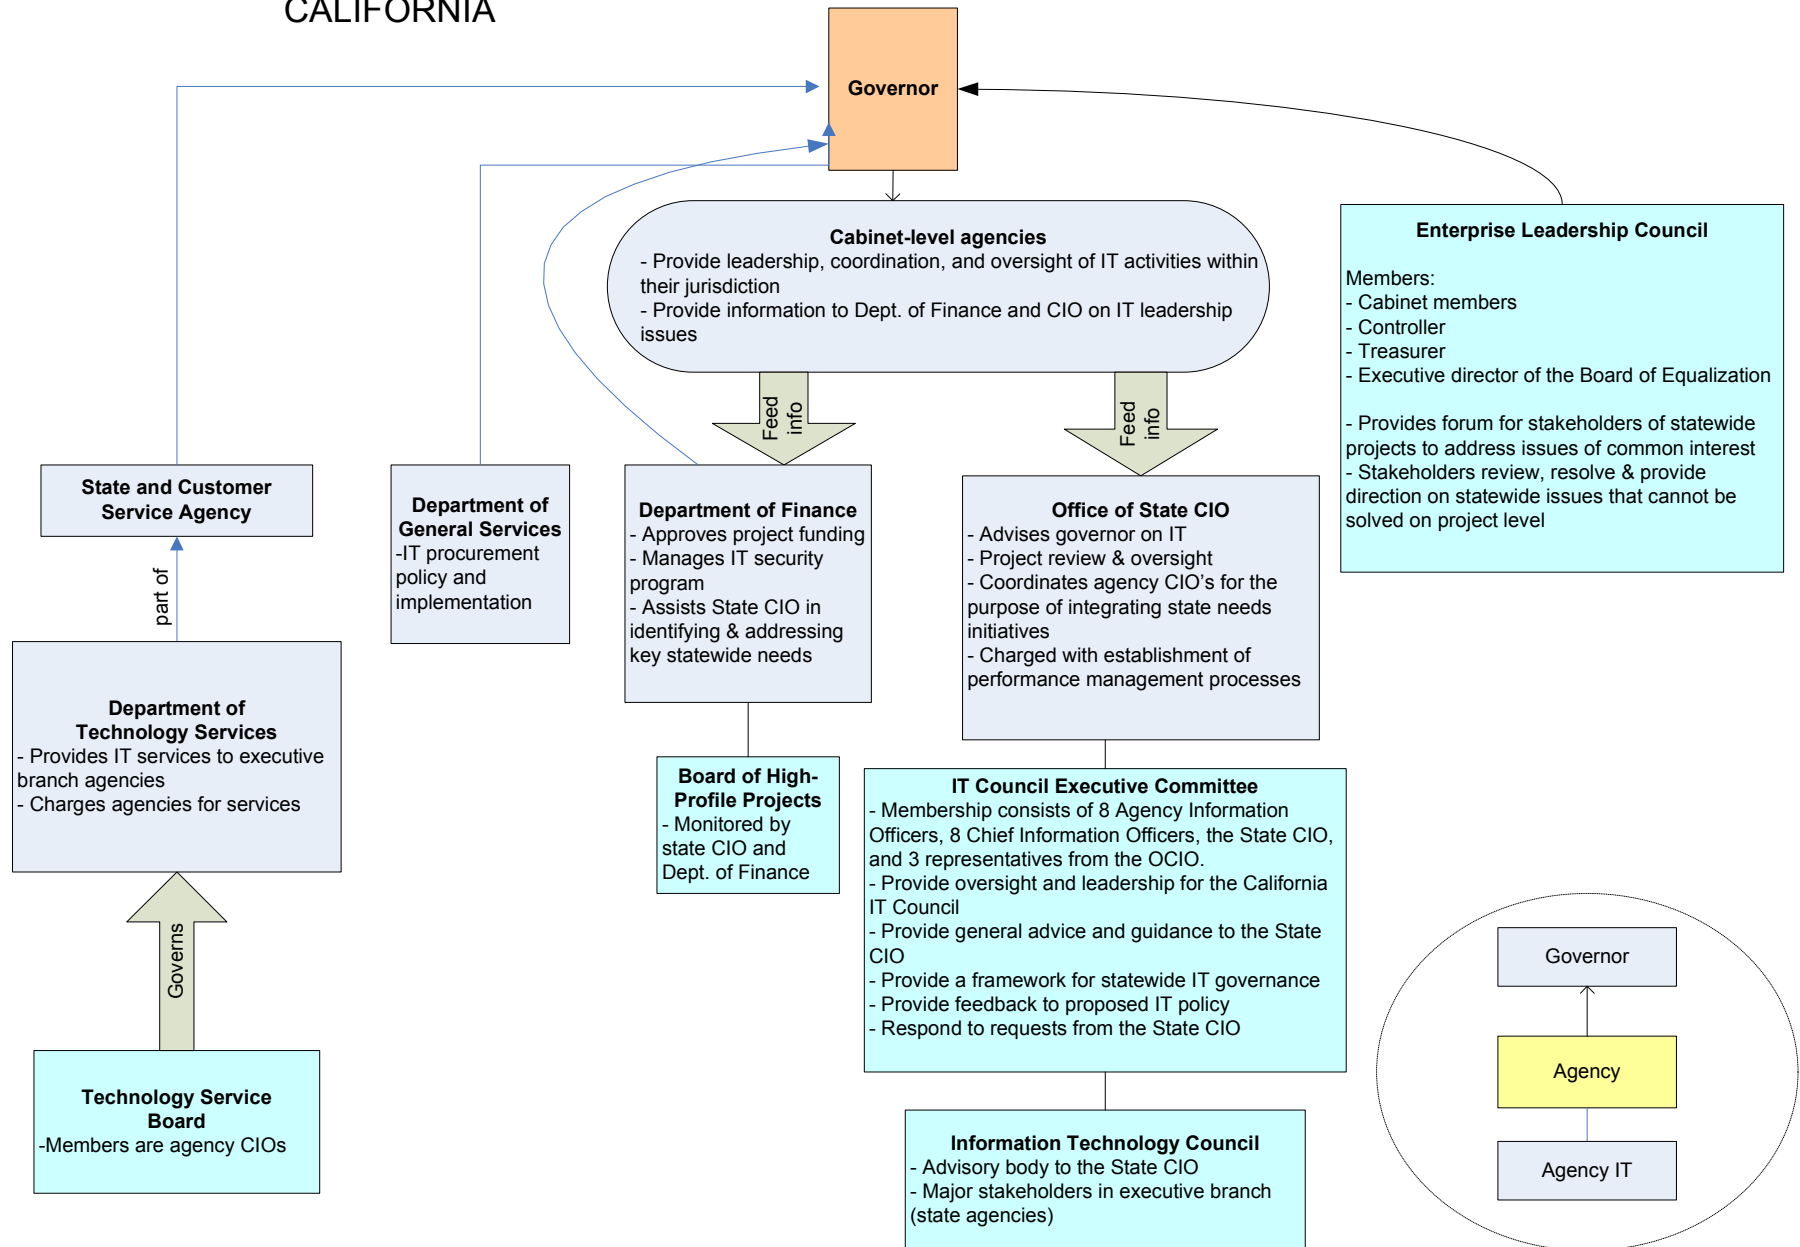 CALIFORNIA
Governor
Cabinet-level agencies
- Provide leadership, coordination, and oversight of IT activities within
their jurisdiction
- Provide information to Dept. of Finance and CIO on IT leadership
issues
Enterprise Leadership Council
Members:
- Cabinet members
- Controller
- Treasurer
- Executive director of the Board of Equalization
- Provides forum for stakeholders of statewide
projects to address issues of common interest
- Stakeholders review, resolve & provide
direction on statewide issues that cannot be
solved on project level
Feed
info
Feed
info
State and Customer
Service Agency
part of
Department of
General Services
-IT procurement
policy and
implementation
Department of Finance
- Approves project funding
- Manages IT security
program
- Assists State CIO in
identifying & addressing
key statewide needs
Office of State CIO
- Advises governor on IT
- Project review & oversight
- Coordinates agency CIO’s for the
purpose of integrating state needs
initiatives
- Charged with establishment of
performance management processes
Department of
Technology Services
- Provides IT services to executive
branch agencies
- Charges agencies for services
Board of High-
Profile Projects
- Monitored by
state CIO and
Dept. of Finance
IT Council Executive Committee
- Membership consists of 8 Agency Information
Officers, 8 Chief Information Officers, the State CIO,
and 3 representatives from the OCIO.
- Provide oversight and leadership for the California
IT Council
- Provide general advice and guidance to the State
CIO
- Provide a framework for statewide IT governance
- Provide feedback to proposed IT policy
- Respond to requests from the State CIO
Governs
Technology Service
Board
-Members are agency CIOs
Information Technology Council
- Advisory body to the State CIO
- Major stakeholders in executive branch
(state agencies)
Governor
Agency
Agency IT